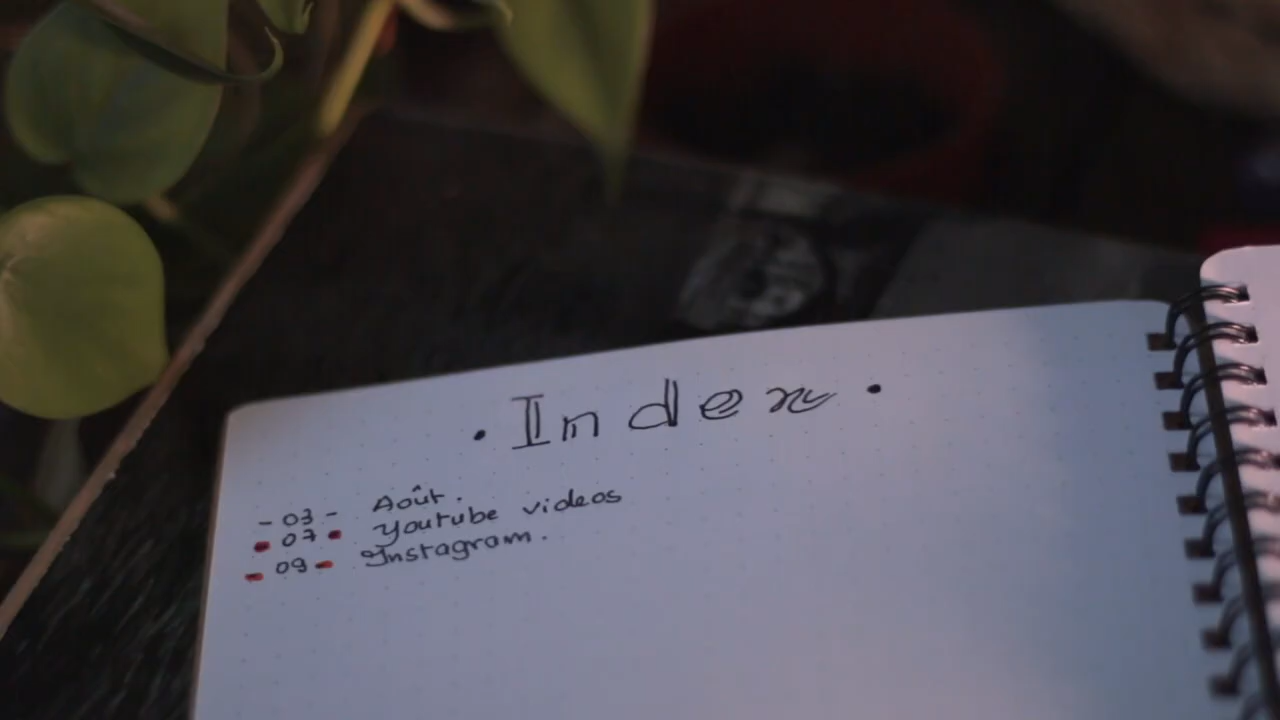 · Index ·
- 03 - Août.
- 07 - Youtube videos
- 09 - Instagram.